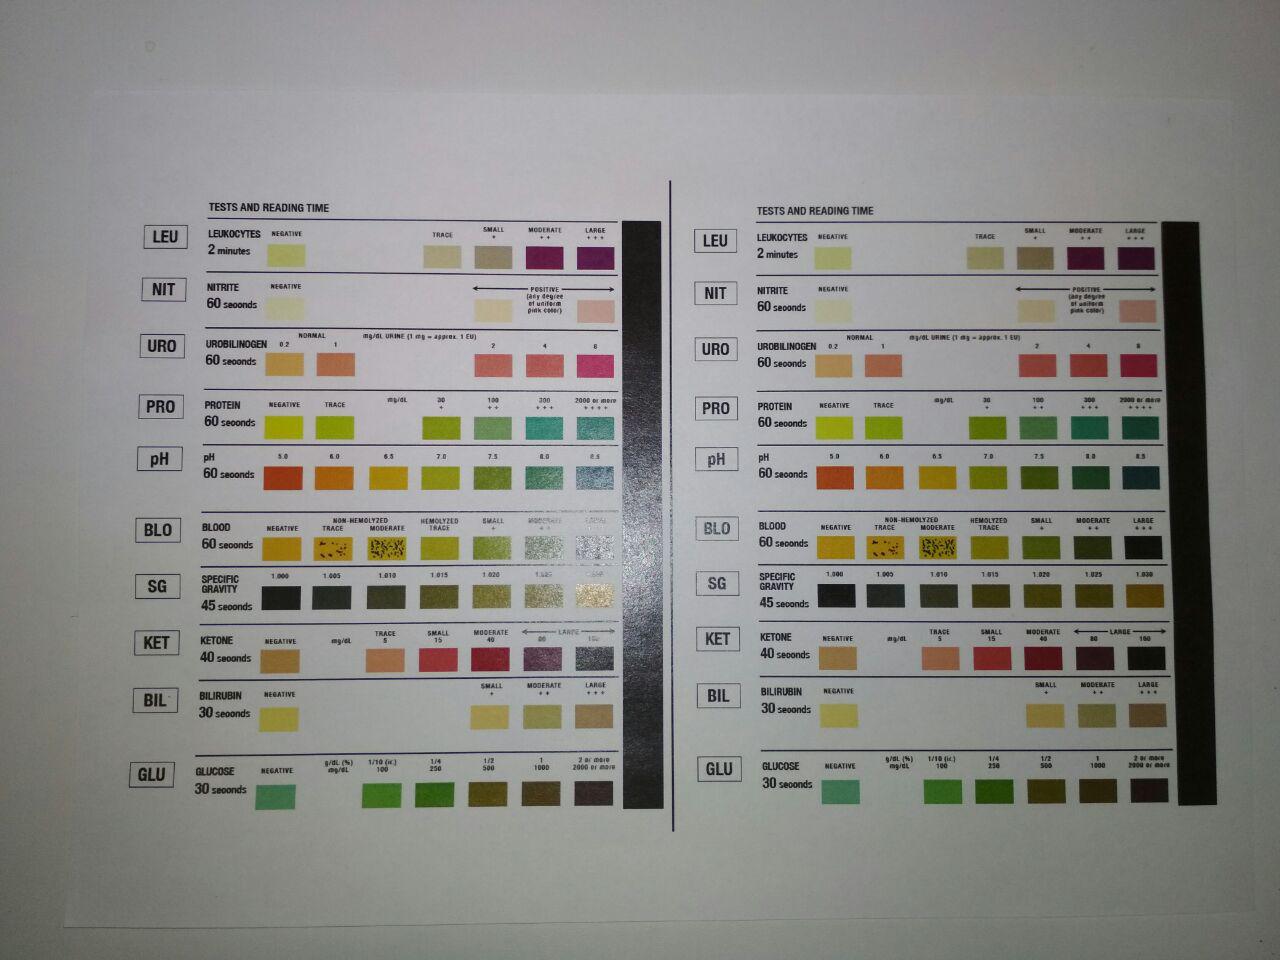 TESTS AND READING TIME
LEU
LEUKOCYTES
2 minutes
NEGATIVE TRACE SMALL + MODERATE ++ LARGE +++
NIT
NITRITE
60 seconds
NEGATIVE POSITIVE
(any degree
of uniform
pink color)
URO
UROBILINOGEN
60 seconds
NORMAL mg/dL URINE (1 mg = approx. 1 EU)
0.2 1 2 4 8
PRO
PROTEIN
60 seconds
NEGATIVE TRACE mg/dL 30 100 300 2000 or more
+ ++ +++ ++++
pH
pH
60 seconds
5.0 6.0 6.5 7.0 7.5 8.0 8.5
BLO
BLOOD
60 seconds
NON-HEMOLYZED HEMOLYZED SMALL
NEGATIVE TRACE MODERATE TRACE +
SG
SPECIFIC
GRAVITY
45 seconds
1.000 1.005 1.010 1.015 1.020 1.025
KET
KETONE
40 seconds
TRACE SMALL MODERATE LARGE
NEGATIVE mg/dL 5 15 40 80 160
BIL
BILIRUBIN
30 seconds
NEGATIVE SMALL + MODERATE ++ LARGE +++
GLU
GLUCOSE
30 seconds
g/dL (%) 1/10 (tr.) 1/4 1/2 1 2 or more
NEGATIVE mg/dL 100 250 500 1000 2000 or more
TESTS AND READING TIME
LEU
LEUKOCYTES
2 minutes
NEGATIVE TRACE SMALL + MODERATE ++ LARGE +++
NIT
NITRITE
60 seconds
NEGATIVE POSITIVE
(any degree
of uniform
pink color)
URO
UROBILINOGEN
60 seconds
NORMAL mg/dL URINE (1 mg = approx. 1 EU)
0.2 1 2 4 8
PRO
PROTEIN
60 seconds
NEGATIVE TRACE mg/dL 30 100 300 2000 or more
+ ++ +++ ++++
pH
pH
60 seconds
5.0 6.0 6.5 7.0 7.5 8.0 8.5
BLO
BLOOD
60 seconds
NON-HEMOLYZED HEMOLYZED SMALL MODERATE LARGE
NEGATIVE TRACE MODERATE TRACE + ++ +++
SG
SPECIFIC
GRAVITY
45 seconds
1.000 1.005 1.010 1.015 1.020 1.025 1.030
KET
KETONE
40 seconds
TRACE SMALL MODERATE LARGE
NEGATIVE mg/dL 5 15 40 80 160
BIL
BILIRUBIN
30 seconds
NEGATIVE SMALL + MODERATE ++ LARGE +++
GLU
GLUCOSE
30 seconds
g/dL (%) 1/10 (tr.) 1/4 1/2 1 2 or more
NEGATIVE mg/dL 100 250 500 1000 2000 or more